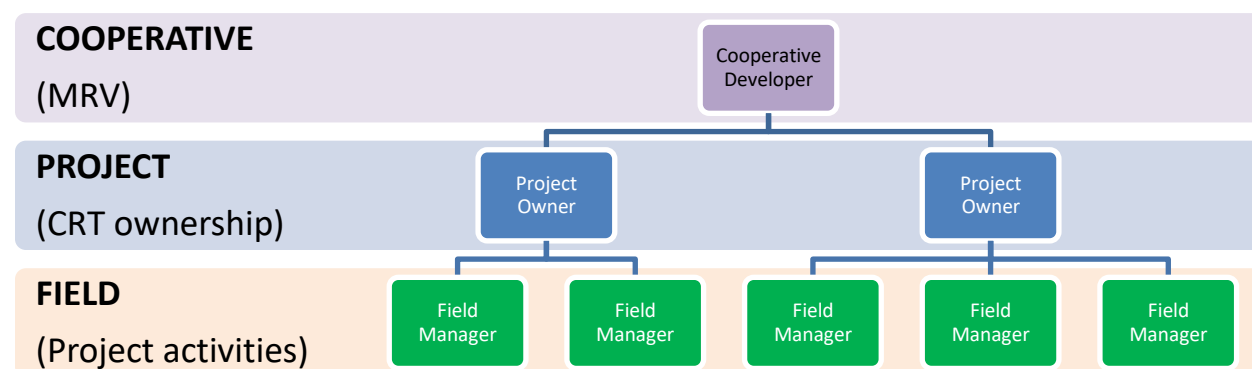 COOPERATIVE
(MRV)
Cooperative
Developer
PROJECT
(CRT ownership)
Project
Owner
Project
Owner
FIELD
(Project activities)
Field
Manager
Field
Manager
Field
Manager
Field
Manager
Field
Manager